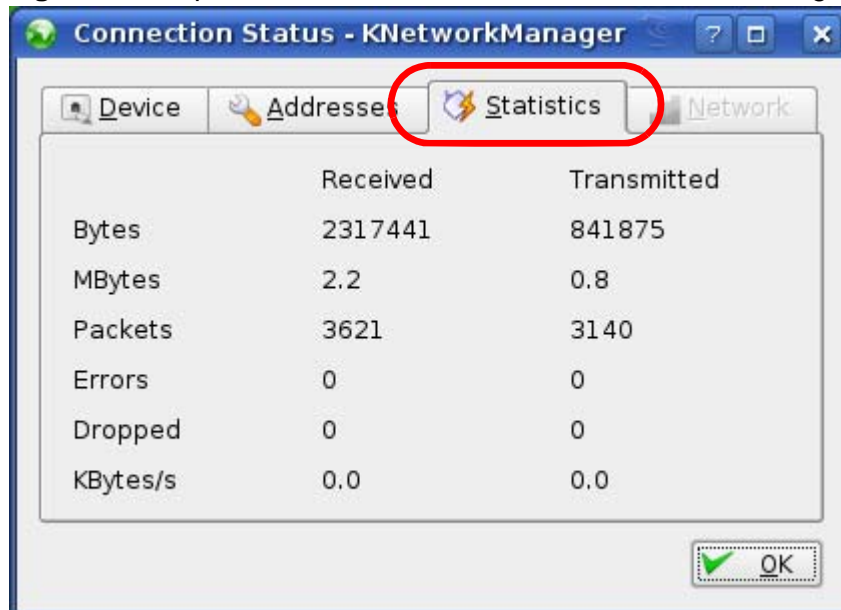 Connection Status - KNetworkManager ?
Device Addresses Statistics Network
Received Transmitted
Bytes 2317441 841875
MBytes 2.2 0.8
Packets 3621 3140
Errors 0 0
Dropped 0 0
KBytes/s 0.0 0.0
OK